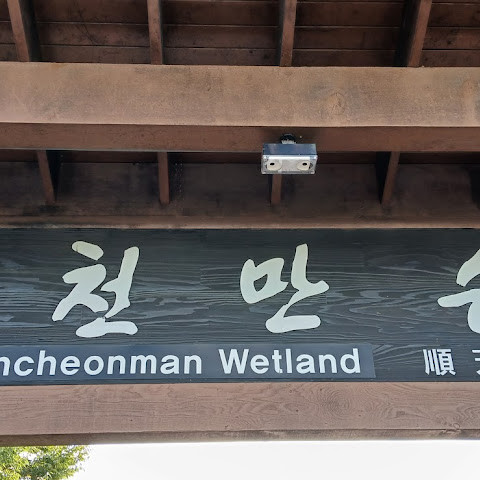 천만
ncheonman Wetland 順